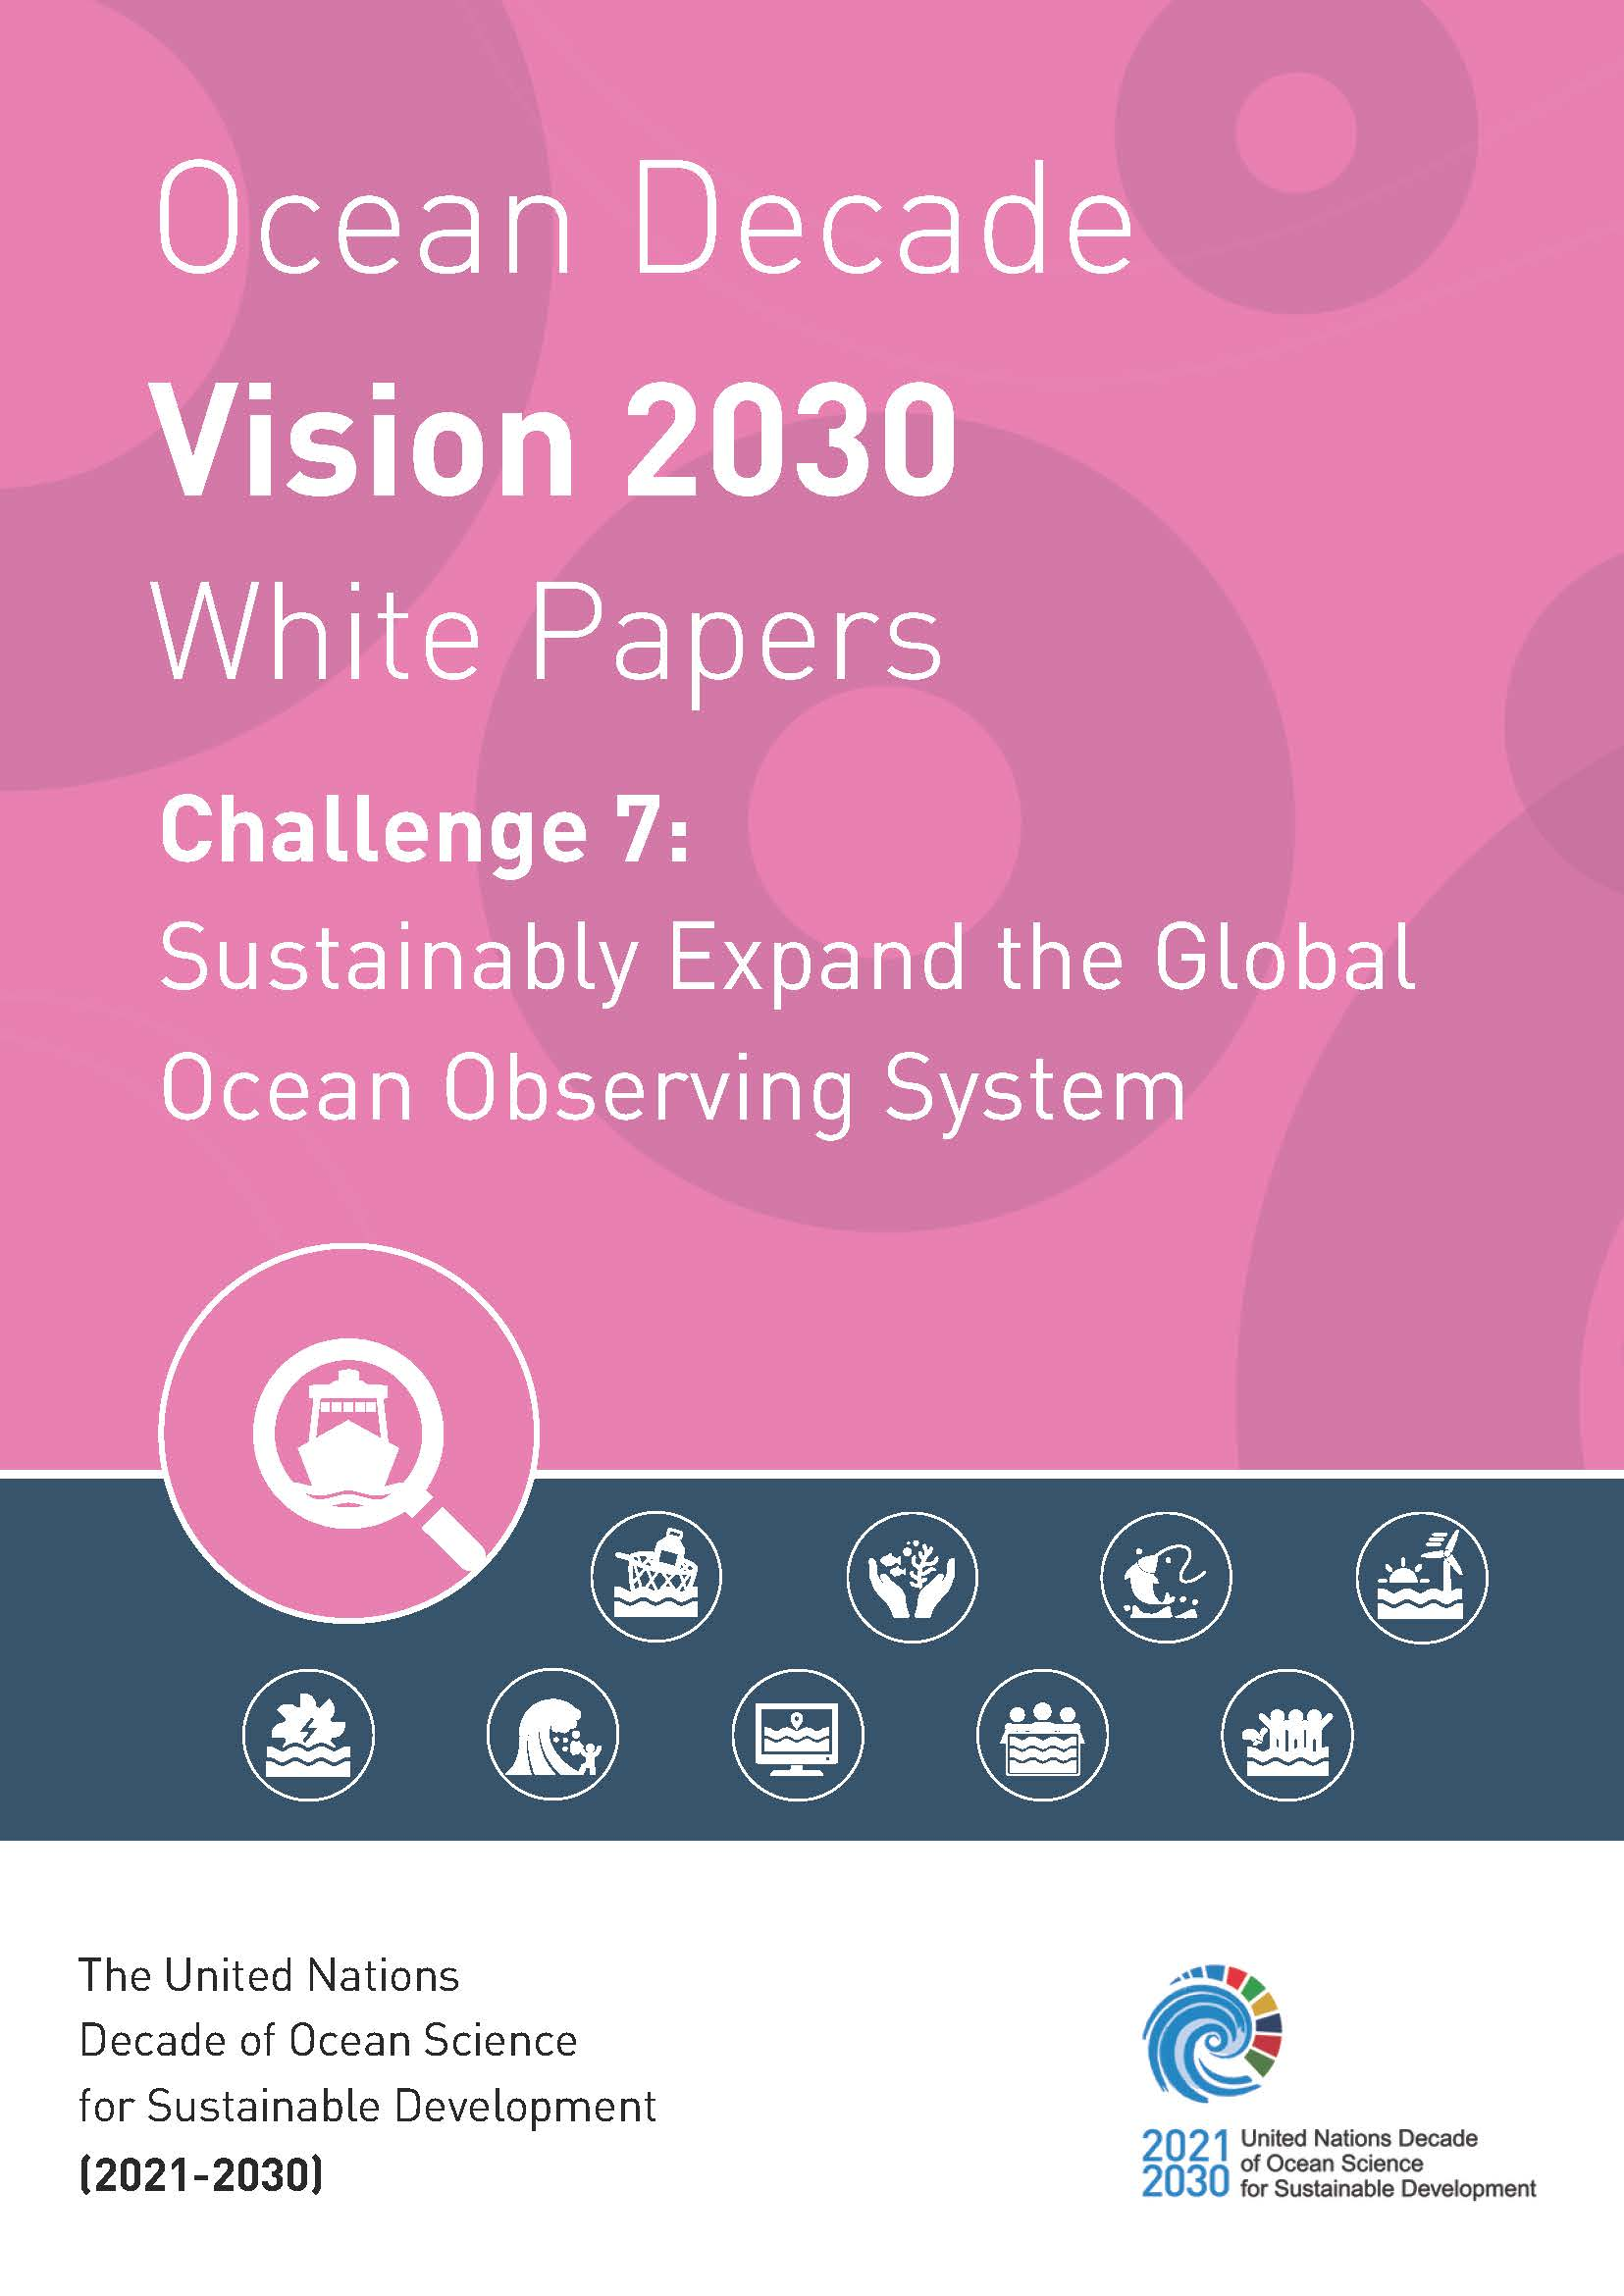 Ocean Decade
Vision 2030
White Papers
Challenge 7:
Sustainably Expand the Global
Ocean Observing System
The United Nations
Decade of Ocean Science
for Sustainable Development
(2021-2030)
2021
2030
United Nations Decade
of Ocean Science
for Sustainable Development